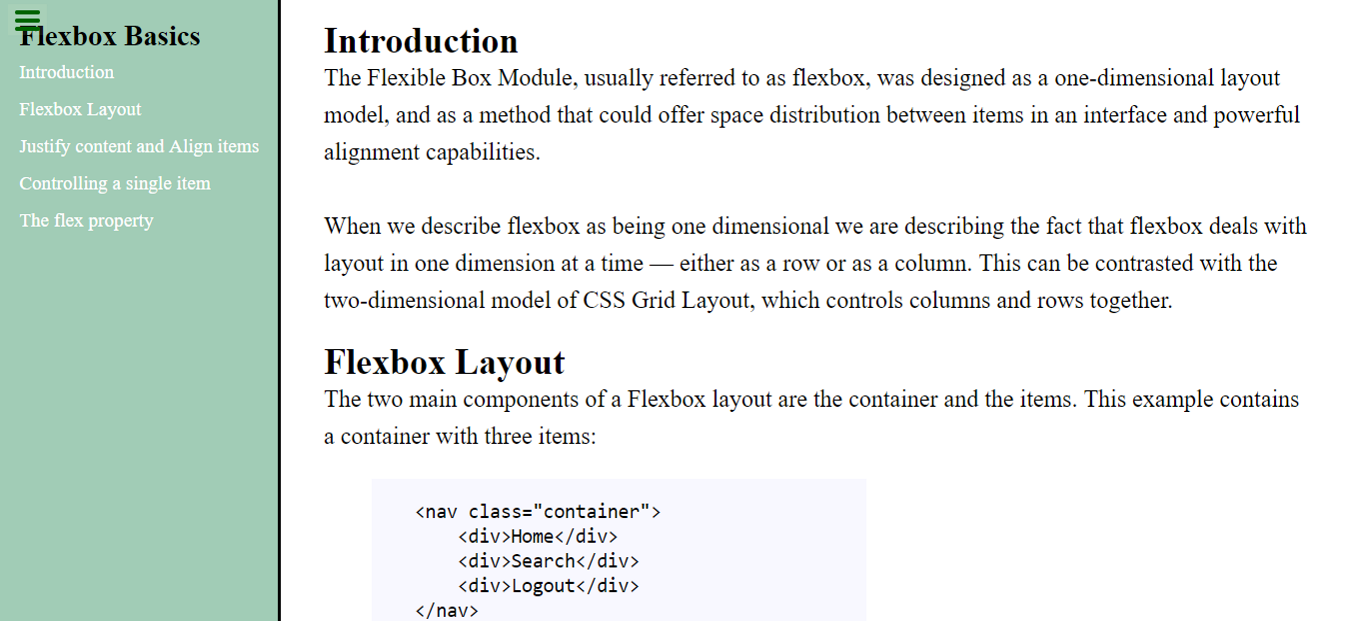 Flexbox Basics
Introduction
Flexbox Layout
Justify content and Align items
Controlling a single item
The flex property
Introduction
The Flexible Box Module, usually referred to as flexbox, was designed as a one-dimensional layout
model, and as a method that could offer space distribution between items in an interface and powerful
alignment capabilities.
When we describe flexbox as being one dimensional we are describing the fact that flexbox deals with
layout in one dimension at a time — either as a row or as a column. This can be contrasted with the
two-dimensional model of CSS Grid Layout, which controls columns and rows together.
Flexbox Layout
The two main components of a Flexbox layout are the container and the items. This example contains
a container with three items:
<nav class="container">
    <div>Home</div>
    <div>Search</div>
    <div>Logout</div>
</nav>